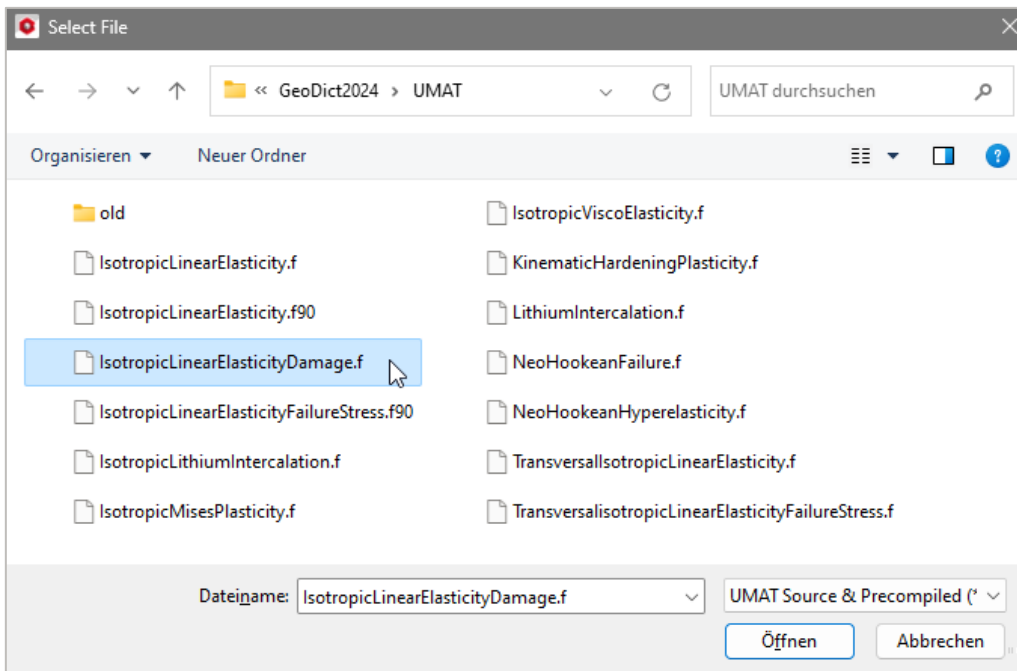 Select File
« GeoDict2024 › UMAT
UMAT durchsuchen
Organisieren
Neuer Ordner
old
IsotropicLinearElasticity.f
IsotropicLinearElasticity.f90
IsotropicLinearElasticityDamage.f
IsotropicLinearElasticityFailureStress.f90
IsotropicLithiumIntercalation.f
IsotropicMisesPlasticity.f
IsotropicViscoElasticity.f
KinematicHardeningPlasticity.f
LithiumIntercalation.f
NeoHookeanFailure.f
NeoHookeanHyperelasticity.f
TransversalIsotropicLinearElasticity.f
TransversalisotropicLinearElasticityFailureStress.f
Dateiname: IsotropicLinearElasticityDamage.f
UMAT Source & Precompiled (*
Öffnen
Abbrechen